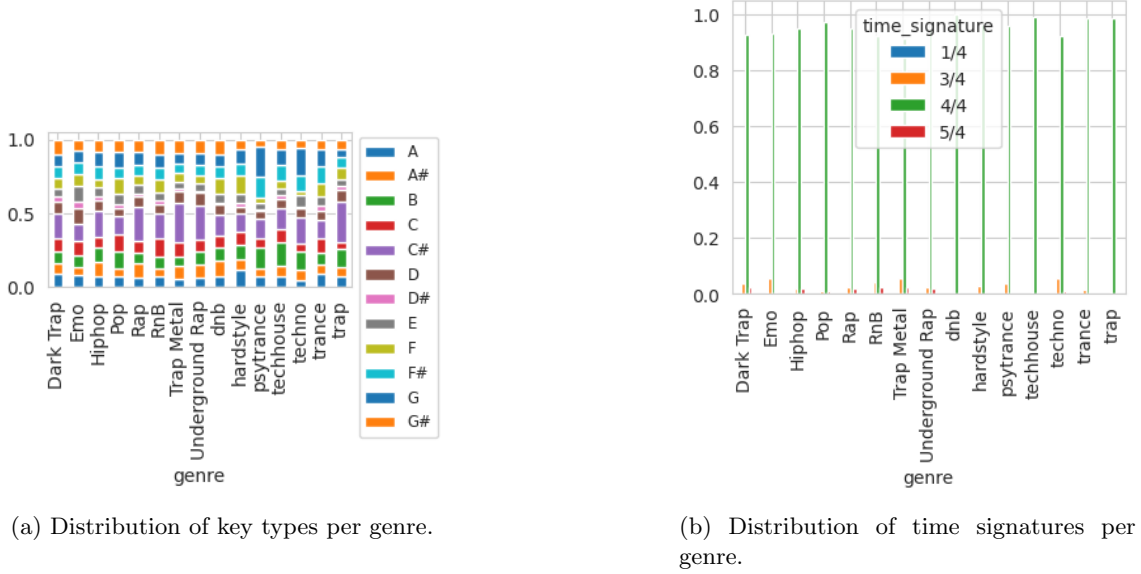 1.0
0.5
0.0
Dark Trap
Emo
Hiphop
Pop
Rap
RnB
Trap Metal
Underground Rap
dnb
hardstyle
psytrance
techhouse
techno
trance
trap
genre
A
A#
B
C
C#
D
D#
E
F
F#
G
G#
(a) Distribution of key types per genre.
1.0
0.8
0.6
0.4
0.2
0.0
time_signature
1/4
3/4
4/4
5/4
Dark Trap
Emo
Hiphop
Pop
Rap
RnB
Trap Metal
Underground Rap
dnb
hardstyle
psytrance
techhouse
techno
trance
trap
genre
(b) Distribution of time signatures per
genre.